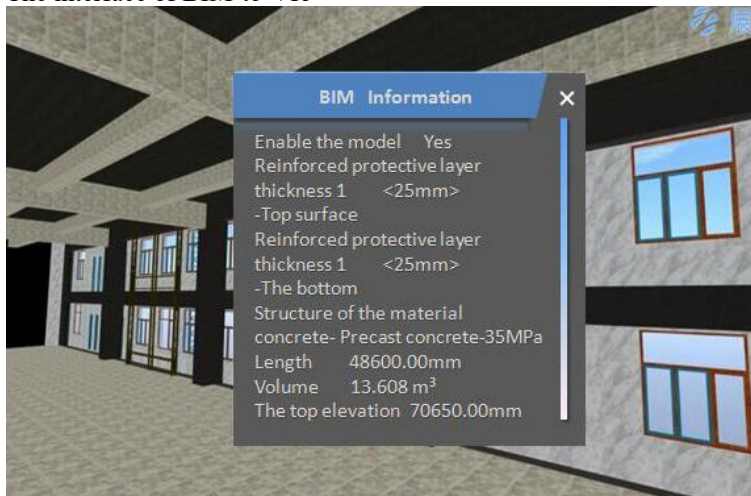 BIM Information
×
Enable the model Yes
Reinforced protective layer
thickness 1 <25mm>
-Top surface
Reinforced protective layer
thickness 1 <25mm>
-The bottom
Structure of the material
concrete- Precast concrete-35MPa
Length 48600.00mm
Volume 13.608 m³
The top elevation 70650.00mm